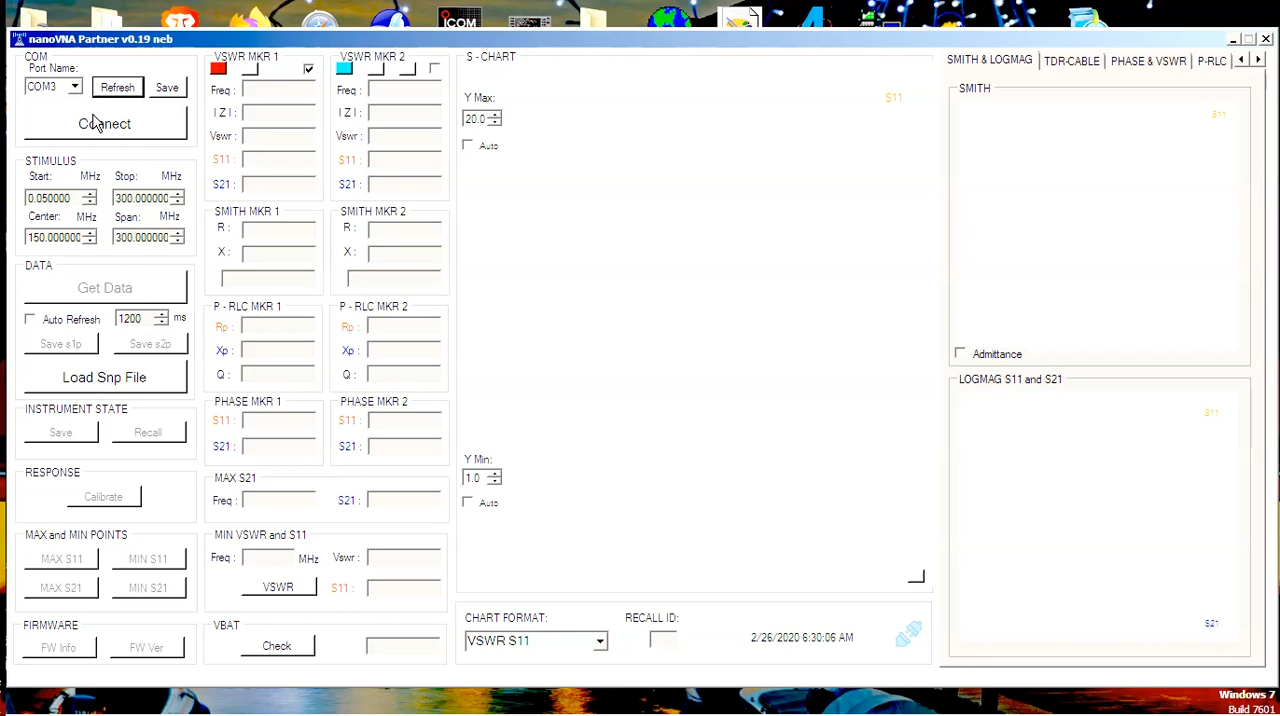 ICOM
nanoVNA Partner v0.19 neb
COM
Port Name:
COM3
Refresh
Save
Connect
STIMULUS
Start: MHz Stop: MHz
0.050000 300.000000
Center: MHz Span: MHz
150.000000 300.000000
DATA
Get Data
Auto Refresh 1200 ms
Save s1p Save s2p
Load Snp File
INSTRUMENT STATE
Save Recall
RESPONSE
Calibrate
MAX and MIN POINTS
MAX S11 MIN S11
MAX S21 MIN S21
FIRMWARE
FW Info FW Ver
VSWR MKR 1
Freq :
I Z I :
Vswr :
S11 :
S21 :
VSWR MKR 2
Freq :
I Z I :
Vswr :
S11 :
S21 :
SMITH MKR 1
R :
X :
SMITH MKR 2
R :
X :
P - RLC MKR 1
Rp :
Xp :
Q :
P - RLC MKR 2
Rp :
Xp :
Q :
PHASE MKR 1
S11 :
S21 :
PHASE MKR 2
S11 :
S21 :
MAX S21
Freq : S21 :
MIN VSWR and S11
Freq : MHz Vswr :
VSWR S11 :
VBAT
Check
S - CHART
Y Max:
20.0
Auto
S11
Y Min:
1.0
Auto
CHART FORMAT:
VSWR S11
RECALL ID:
2/26/2020 6:30:06 AM
SMITH & LOGMAG TDR-CABLE PHASE & VSWR P-RLC
SMITH
S11
Admittance
LOGMAG S11 and S21
S11
S21
Windows 7
Build 7601